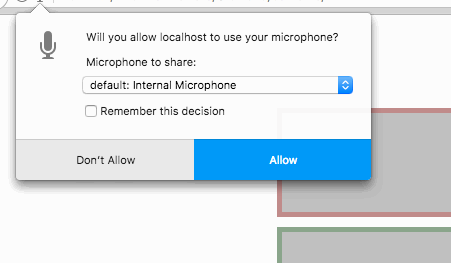 Will you allow localhost to use your microphone?
Microphone to share:
default: Internal Microphone
Remember this decision
Don't Allow
Allow